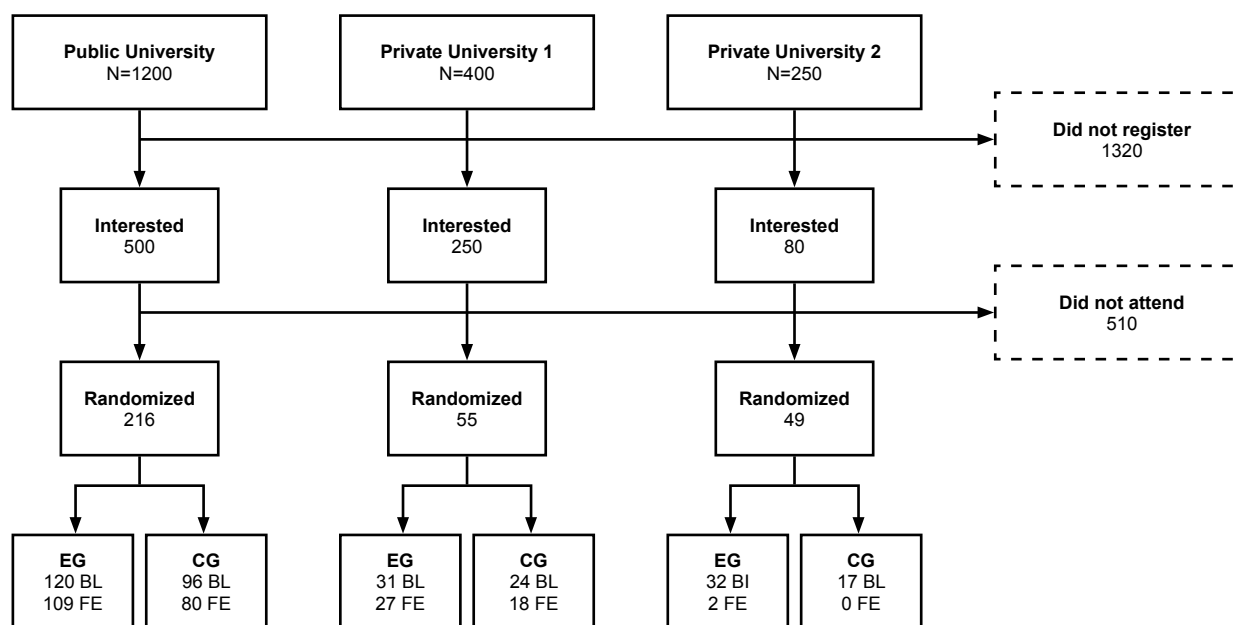 Public University
N=1200
Private University 1
N=400
Private University 2
N=250
Did not register
1320
Interested
500
Interested
250
Interested
80
Did not attend
510
Randomized
216
Randomized
55
Randomized
49
EG
120 BL
109 FE
CG
96 BL
80 FE
EG
31 BL
27 FE
CG
24 BL
18 FE
EG
32 BI
2 FE
CG
17 BL
0 FE